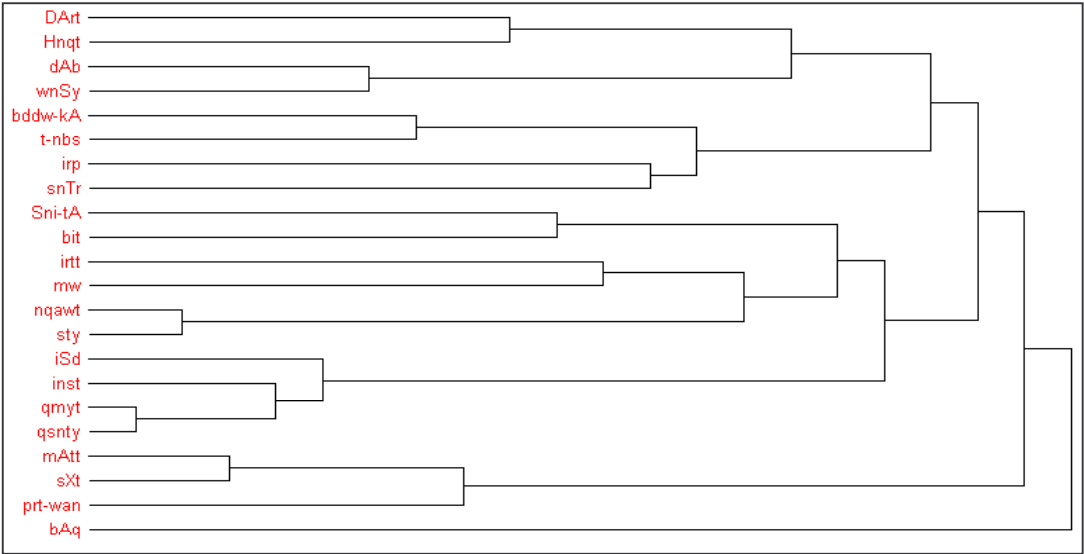 DArt
Hnqt
dAb
wnSy
bddw-kA
t-nbs
irp
snTr
Sni-tA
bit
irtt
mw
nqawt
sty
iSd
inst
qmyt
qsnty
mAtt
sXt
prt-wan
bAq